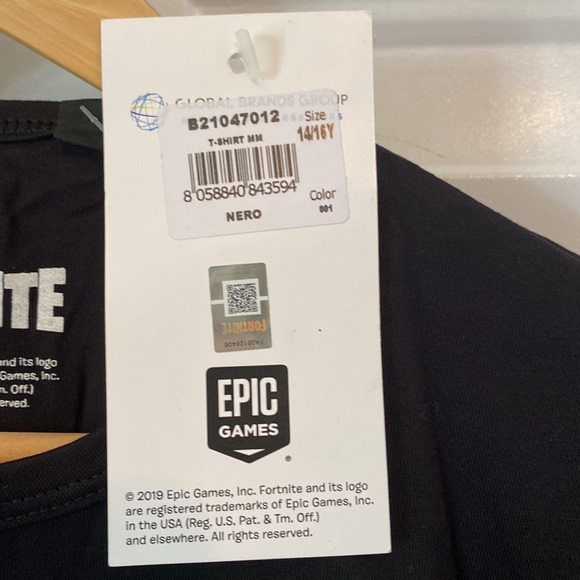 GLOBAL BRANDS GROUP
B21047012
Size
T-SHIRT MM
14/16Y
8 058840 843594
Color
NERO
001
FORTNITE
EPIC
GAMES
®
© 2019 Epic Games, Inc. Fortnite and its logo
are registered trademarks of Epic Games, Inc.
in the USA (Reg. U.S. Pat. & Tm. Off.)
and elsewhere. All rights reserved.
ITE
and its logo
Games, Inc.
m. Off.)
erved.